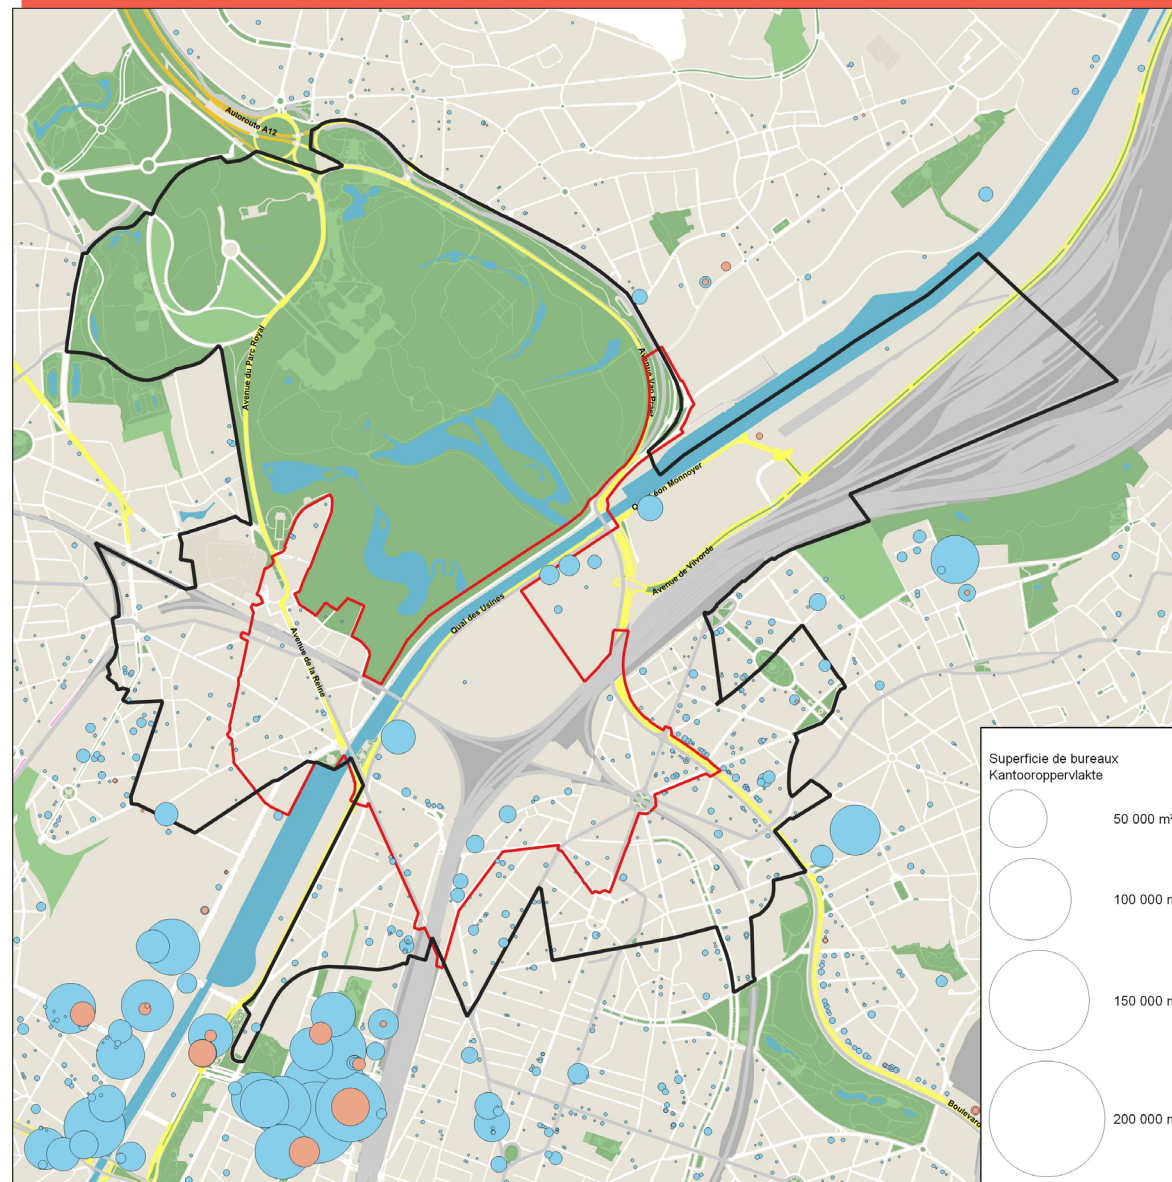 Autoroute A12
Avenue du Parc Royal
Avenue Van Praet
Léon Monnoyer
Avenue de Vilvorde
Quai des Usines
Avenue de la Reine
Superficie de bureaux
Kantooroppervlakte
50 000 m²
100 000 m
150 000 m
200 000 m
Boulevard